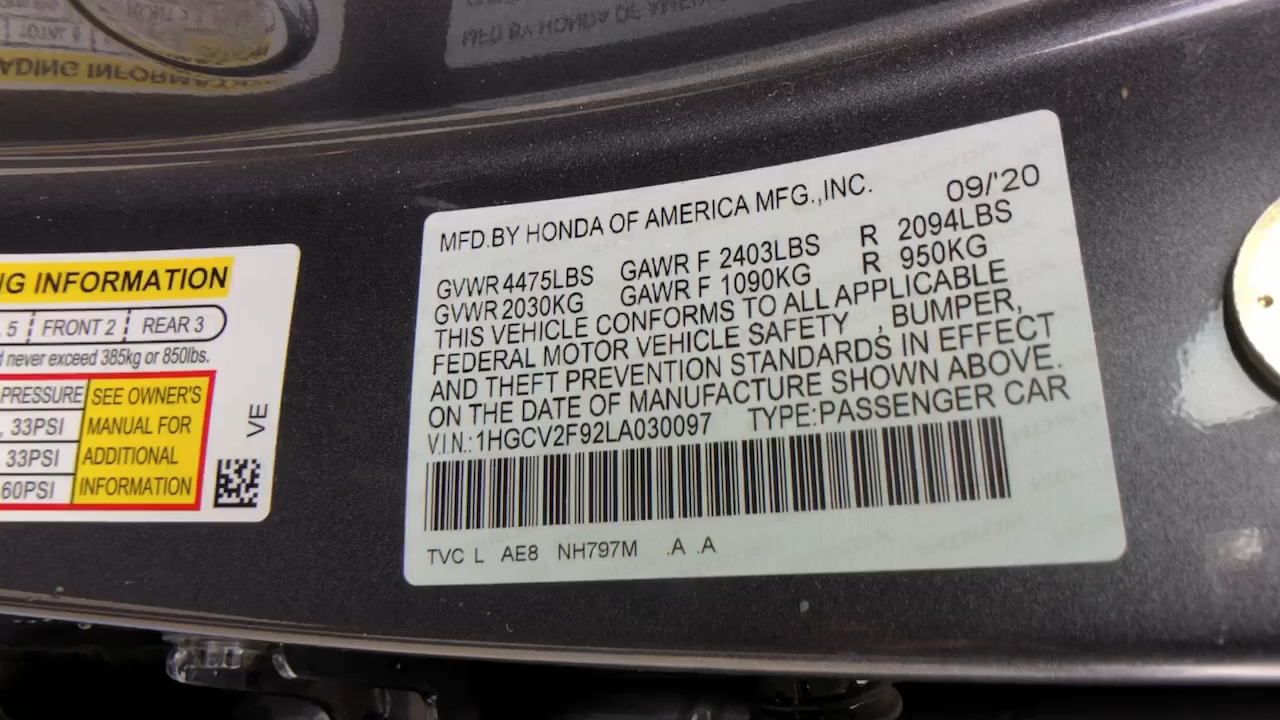 NG INFORMATION
5 FRONT 2 REAR 3
never exceed 385kg or 850lbs.
PRESSURE SEE OWNER'S
, 33PSI MANUAL FOR
33PSI ADDITIONAL
60PSI INFORMATION
VE
MFD.BY HONDA OF AMERICA MFG.,INC. 09/'20
GVWR 4475LBS GAWR F 2403LBS R 2094LBS
GVWR 2030KG GAWR F 1090KG R 950KG
THIS VEHICLE CONFORMS TO ALL APPLICABLE
FEDERAL MOTOR VEHICLE SAFETY , BUMPER,
AND THEFT PREVENTION STANDARDS IN EFFECT
ON THE DATE OF MANUFACTURE SHOWN ABOVE.
V.I.N.: 1HGCV2F92LA030097 TYPE:PASSENGER CAR
TVC L AE8 NH797M .A .A